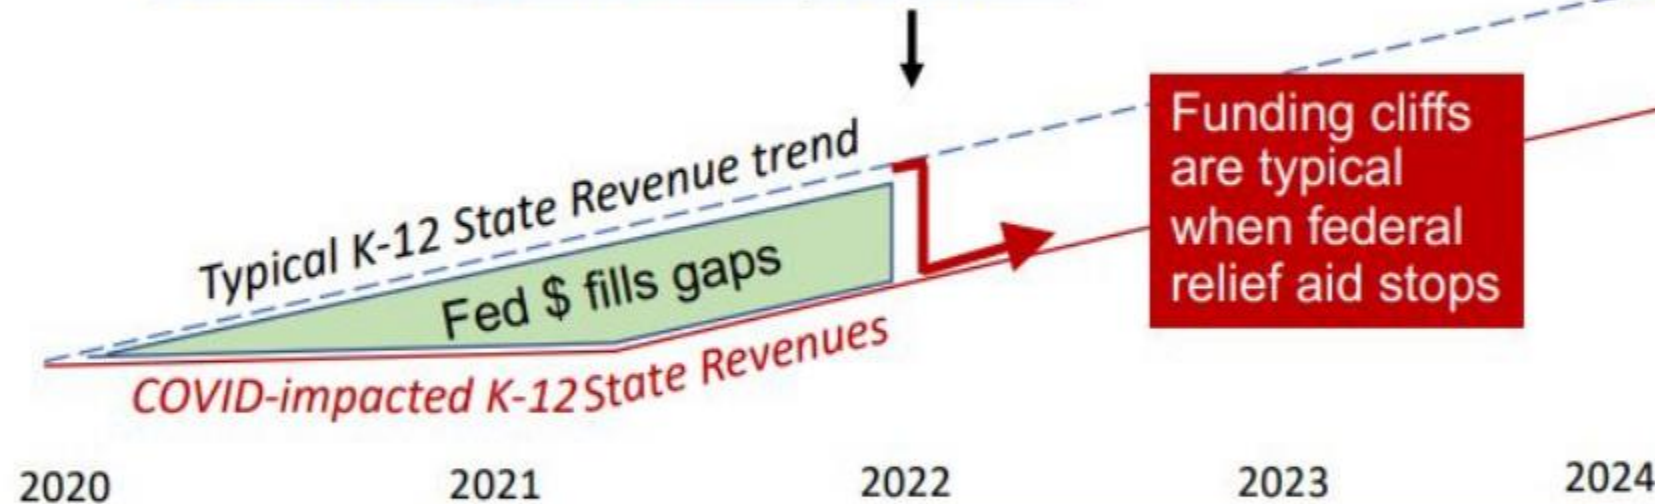 Typical K-12 State Revenue trend
Fed $ fills gaps
COVID-impacted K-12 State Revenues
Funding cliffs
are typical
when federal
relief aid stops
2020 2021 2022 2023 2024